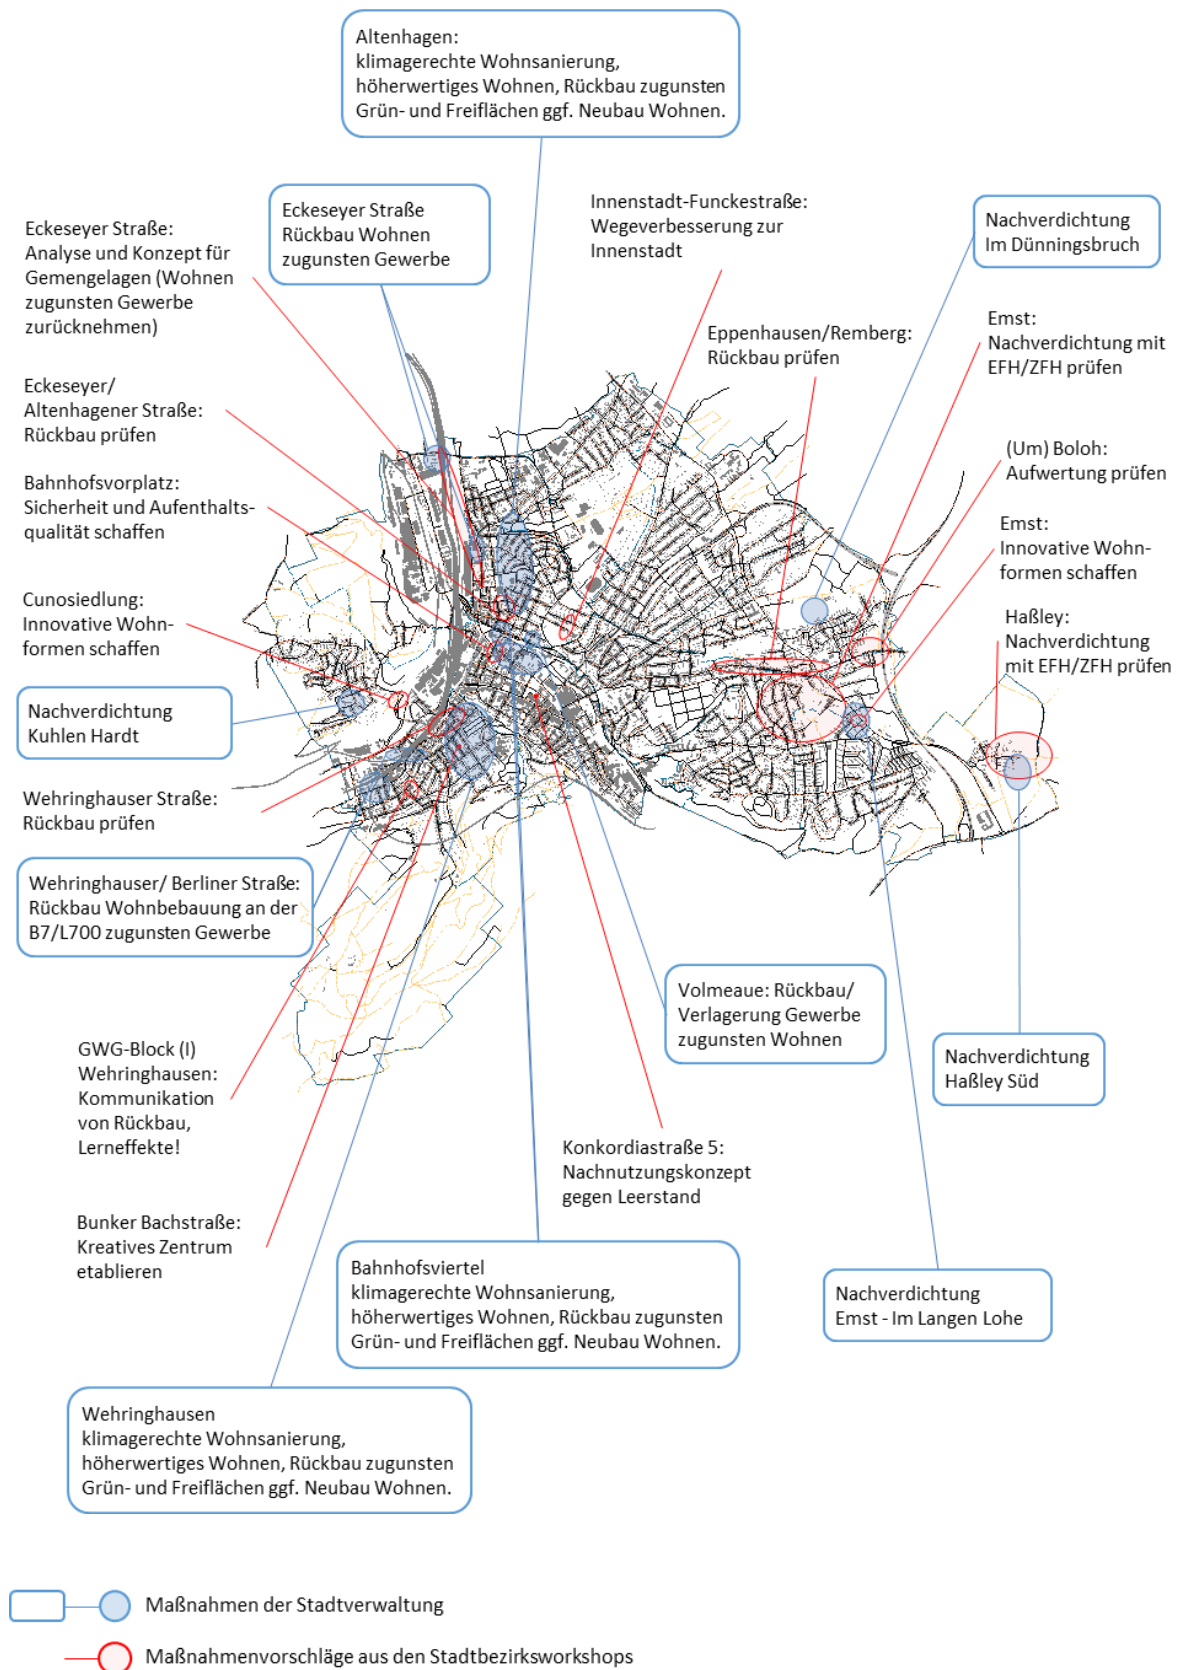 Altenhagen:
klimagerechte Wohnsanierung,
höherwertiges Wohnen, Rückbau zugunsten
Grün- und Freiflächen ggf. Neubau Wohnen.
Eckeseyer Straße:
Analyse und Konzept für
Gemengelagen (Wohnen
zugunsten Gewerbe
zurücknehmen)
Eckeseyer Straße
Rückbau Wohnen
zugunsten Gewerbe
Innenstadt-Funckestraße:
Wegeverbesserung zur
Innenstadt
Nachverdichtung
Im Dünningsbruch
Eppenhausen/Remberg:
Rückbau prüfen
Emst:
Nachverdichtung mit
EFH/ZFH prüfen
Eckeseyer/
Altenhagener Straße:
Rückbau prüfen
(Um) Boloh:
Aufwertung prüfen
Bahnhofsvorplatz:
Sicherheit und Aufenthalts-
qualität schaffen
Emst:
Innovative Wohn-
formen schaffen
Cunosiedlung:
Innovative Wohn-
formen schaffen
Haßley:
Nachverdichtung
mit EFH/ZFH prüfen
Nachverdichtung
Kuhlen Hardt
Wehringhauser Straße:
Rückbau prüfen
Wehringhauser/ Berliner Straße:
Rückbau Wohnbebauung an der
B7/L700 zugunsten Gewerbe
Volmeaue: Rückbau/
Verlagerung Gewerbe
zugunsten Wohnen
Nachverdichtung
Haßley Süd
GWG-Block (I)
Wehringhausen:
Kommunikation
von Rückbau,
Lerneffekte!
Konkordiastraße 5:
Nachnutzungskonzept
gegen Leerstand
Bunker Bachstraße:
Kreatives Zentrum
etablieren
Bahnhofsviertel
klimagerechte Wohnsanierung,
höherwertiges Wohnen, Rückbau zugunsten
Grün- und Freiflächen ggf. Neubau Wohnen.
Nachverdichtung
Emst - Im Langen Lohe
Wehringhausen
klimagerechte Wohnsanierung,
höherwertiges Wohnen, Rückbau zugunsten
Grün- und Freiflächen ggf. Neubau Wohnen.
Maßnahmen der Stadtverwaltung
Maßnahmenvorschläge aus den Stadtbezirksworkshops